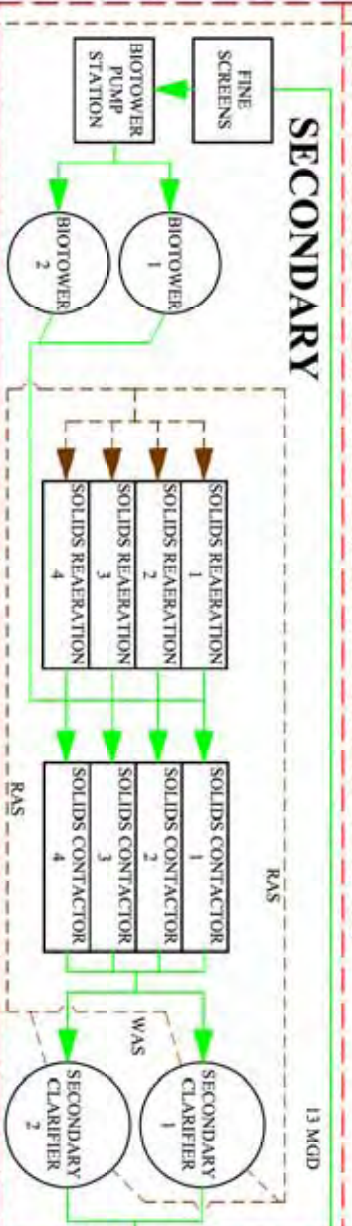 SECONDARY
13 MGD
FINE
SCREENS
BIOTOWER
PUMP
STATION
BIOTOWER
1
BIOTOWER
2
SOLIDS REAERATION
1
SOLIDS REAERATION
2
SOLIDS REAERATION
3
SOLIDS REAERATION
4
SOLIDS CONTACTOR
1
SOLIDS CONTACTOR
2
SOLIDS CONTACTOR
3
SOLIDS CONTACTOR
4
RAS
RAS
WAS
SECONDARY
CLARIFIER
1
SECONDARY
CLARIFIER
2